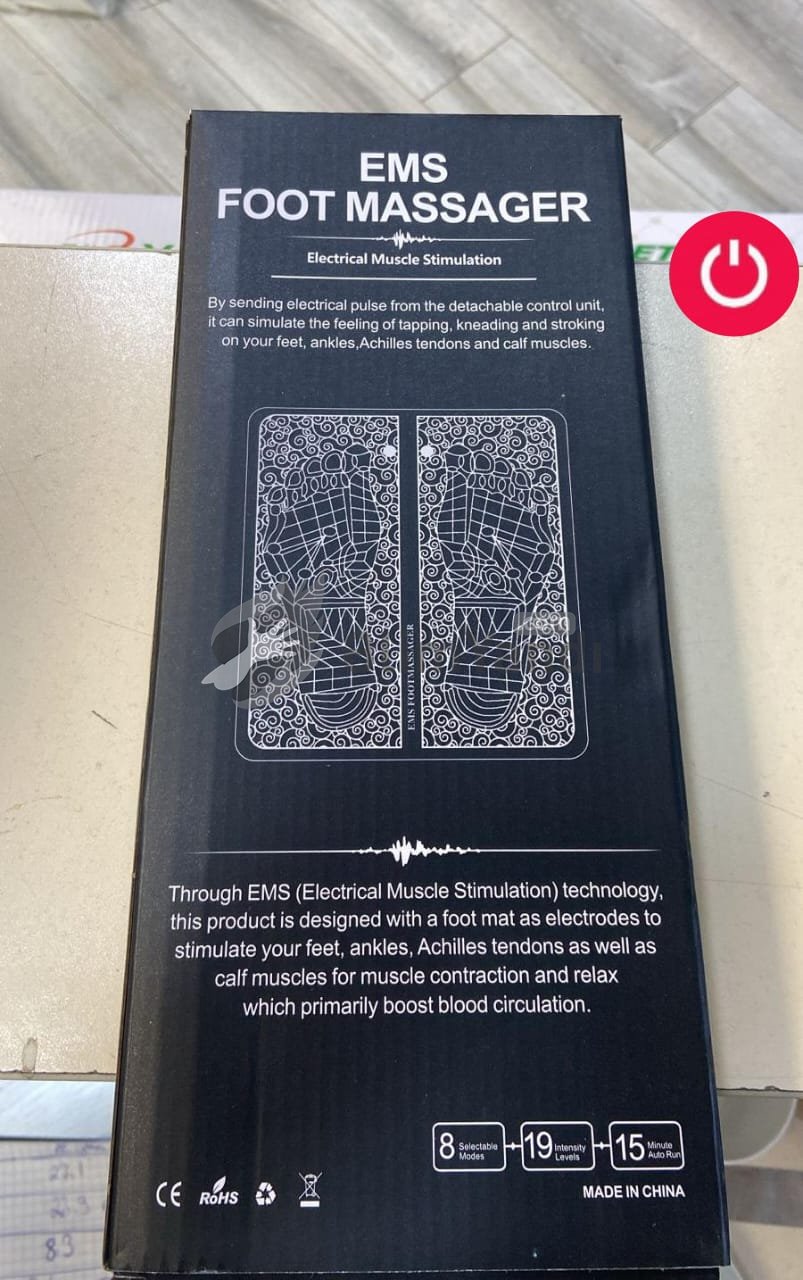 EMS
FOOT MASSAGER
Electrical Muscle Stimulation
By sending electrical pulse from the detachable control unit,
it can simulate the feeling of tapping, kneading and stroking
on your feet, ankles,Achilles tendons and calf muscles.
EMS FOOTMASSAGER
Through EMS (Electrical Muscle Stimulation) technology,
this product is designed with a foot mat as electrodes to
stimulate your feet, ankles, Achilles tendons as well as
calf muscles for muscle contraction and relax
which primarily boost blood circulation.
8 Selectable Modes
19 Intensity Levels
15 Minute Auto Run
CE RoHS
MADE IN CHINA
83